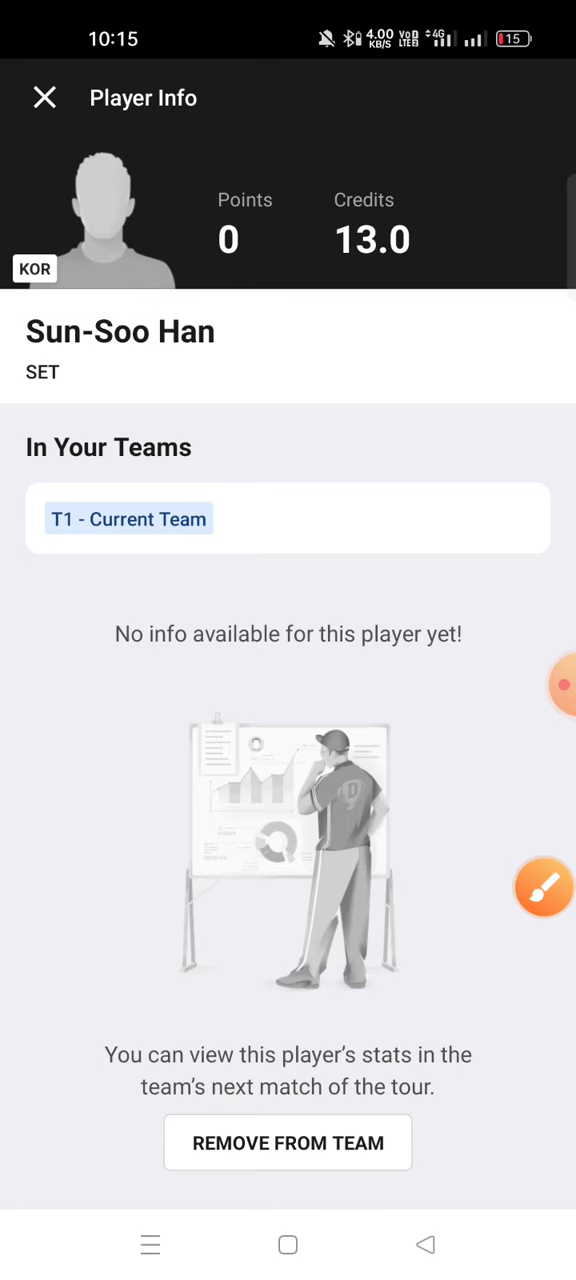 10:15
4.00 KB/S
VoD LTE2
4G
15
Player Info
Points
Credits
0
13.0
KOR
Sun-Soo Han
SET
In Your Teams
T1 - Current Team
No info available for this player yet!
You can view this player’s stats in the
team’s next match of the tour.
REMOVE FROM TEAM